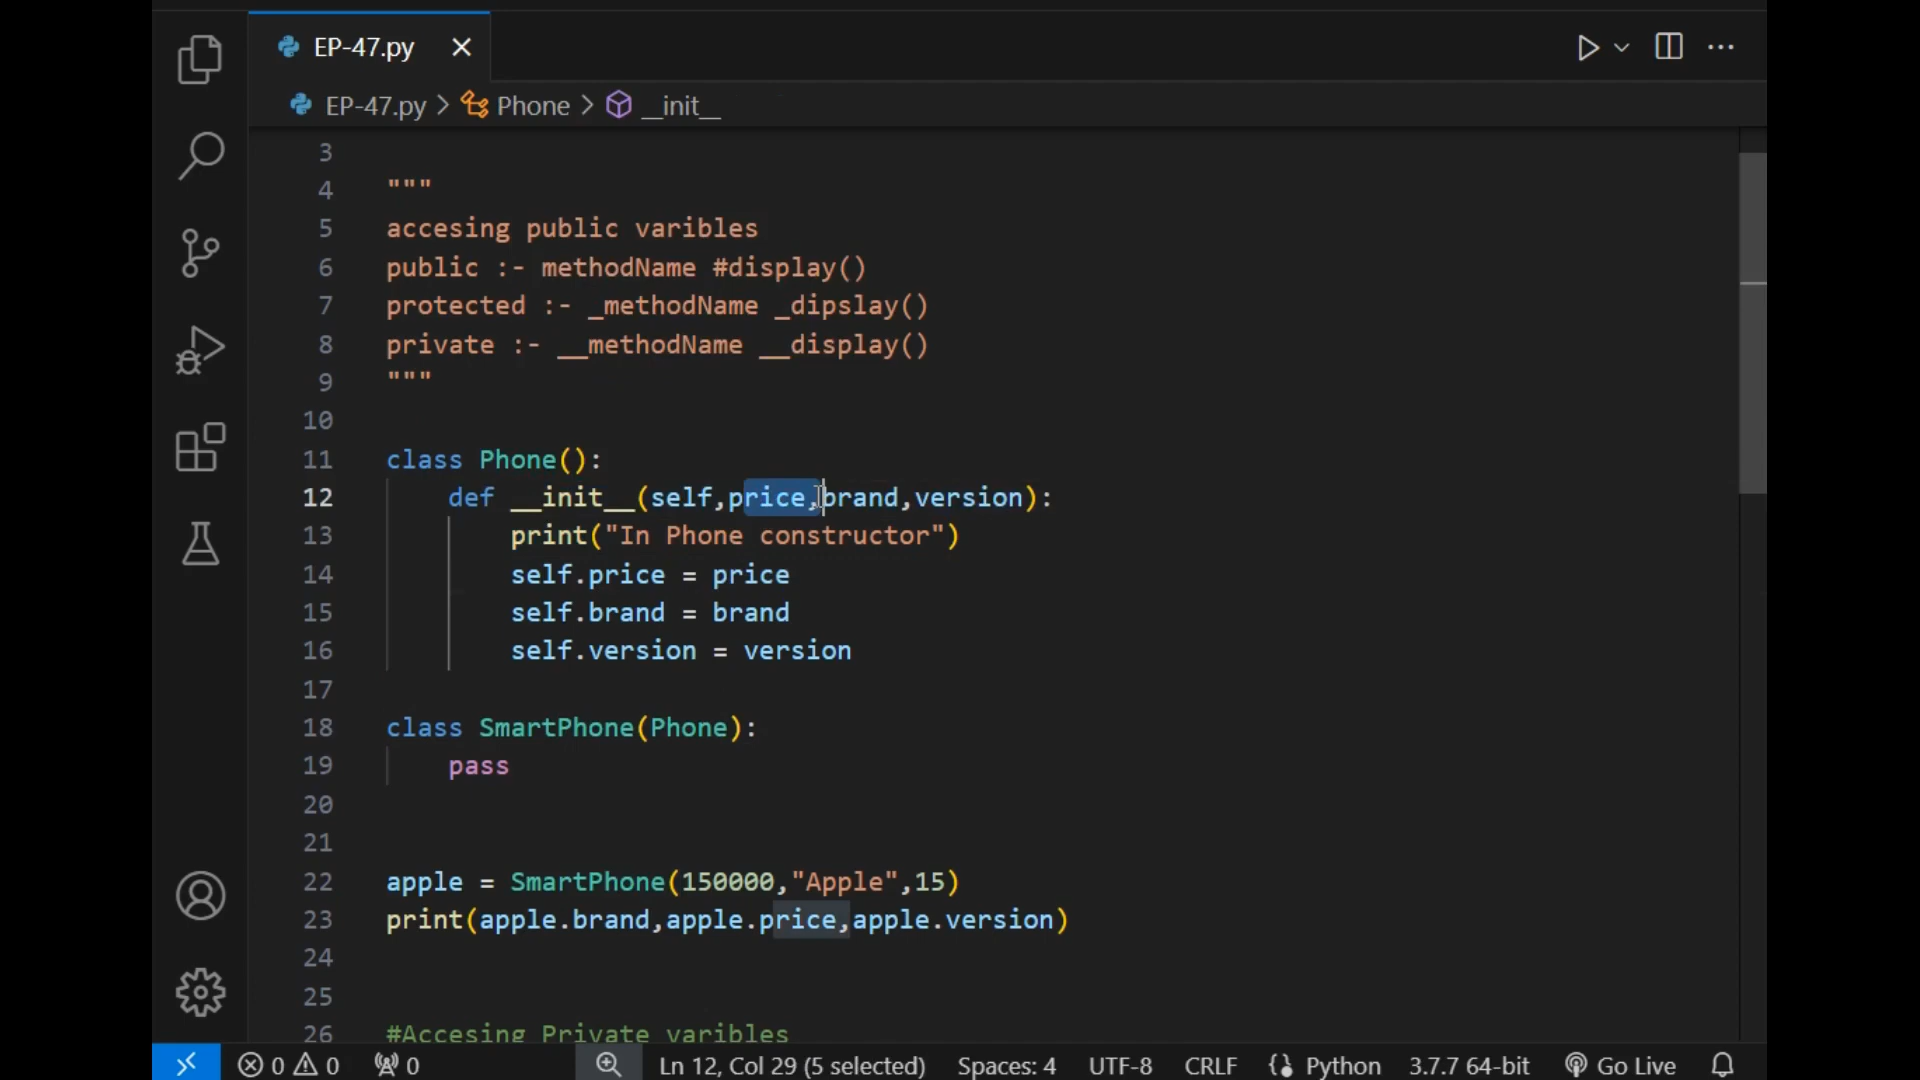 EP-47.py
EP-47.py > Phone > __init__
3
4 """
5 accesing public varibles
6 public :- methodName #display()
7 protected :- _methodName _dipslay()
8 private :- __methodName __display()
9 """
10
11 class Phone():
12 def __init__(self,price,brand,version):
13 print("In Phone constructor")
14 self.price = price
15 self.brand = brand
16 self.version = version
17
18 class SmartPhone(Phone):
19 pass
20
21
22 apple = SmartPhone(150000,"Apple",15)
23 print(apple.brand,apple.price,apple.version)
24
25
26 #Accesing Private varibles
0 0 0 Ln 12, Col 29 (5 selected) Spaces: 4 UTF-8 CRLF Python 3.7.7 64-bit Go Live